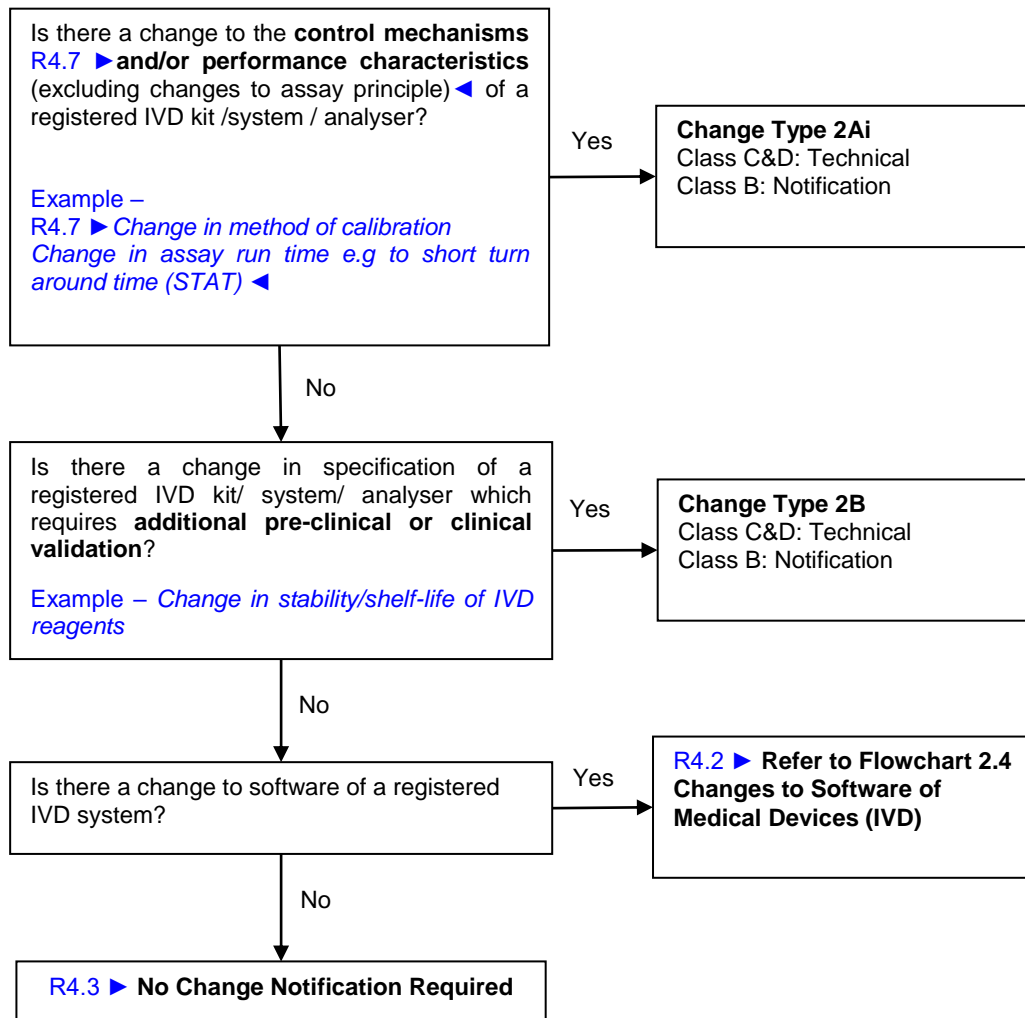 Is there a change to the control mechanisms
R4.7 ►and/or performance characteristics
(excluding changes to assay principle)◄ of a
registered IVD kit /system / analyser?
Example –
R4.7 ►Change in method of calibration
Change in assay run time e.g to short turn
around time (STAT) ◄
Yes
Change Type 2Ai
Class C&D: Technical
Class B: Notification
No
Is there a change in specification of a
registered IVD kit/ system/ analyser which
requires additional pre-clinical or clinical
validation?
Example – Change in stability/shelf-life of IVD
reagents
Yes
Change Type 2B
Class C&D: Technical
Class B: Notification
No
Is there a change to software of a registered
IVD system?
Yes
R4.2 ► Refer to Flowchart 2.4
Changes to Software of
Medical Devices (IVD)
No
R4.3 ► No Change Notification Required